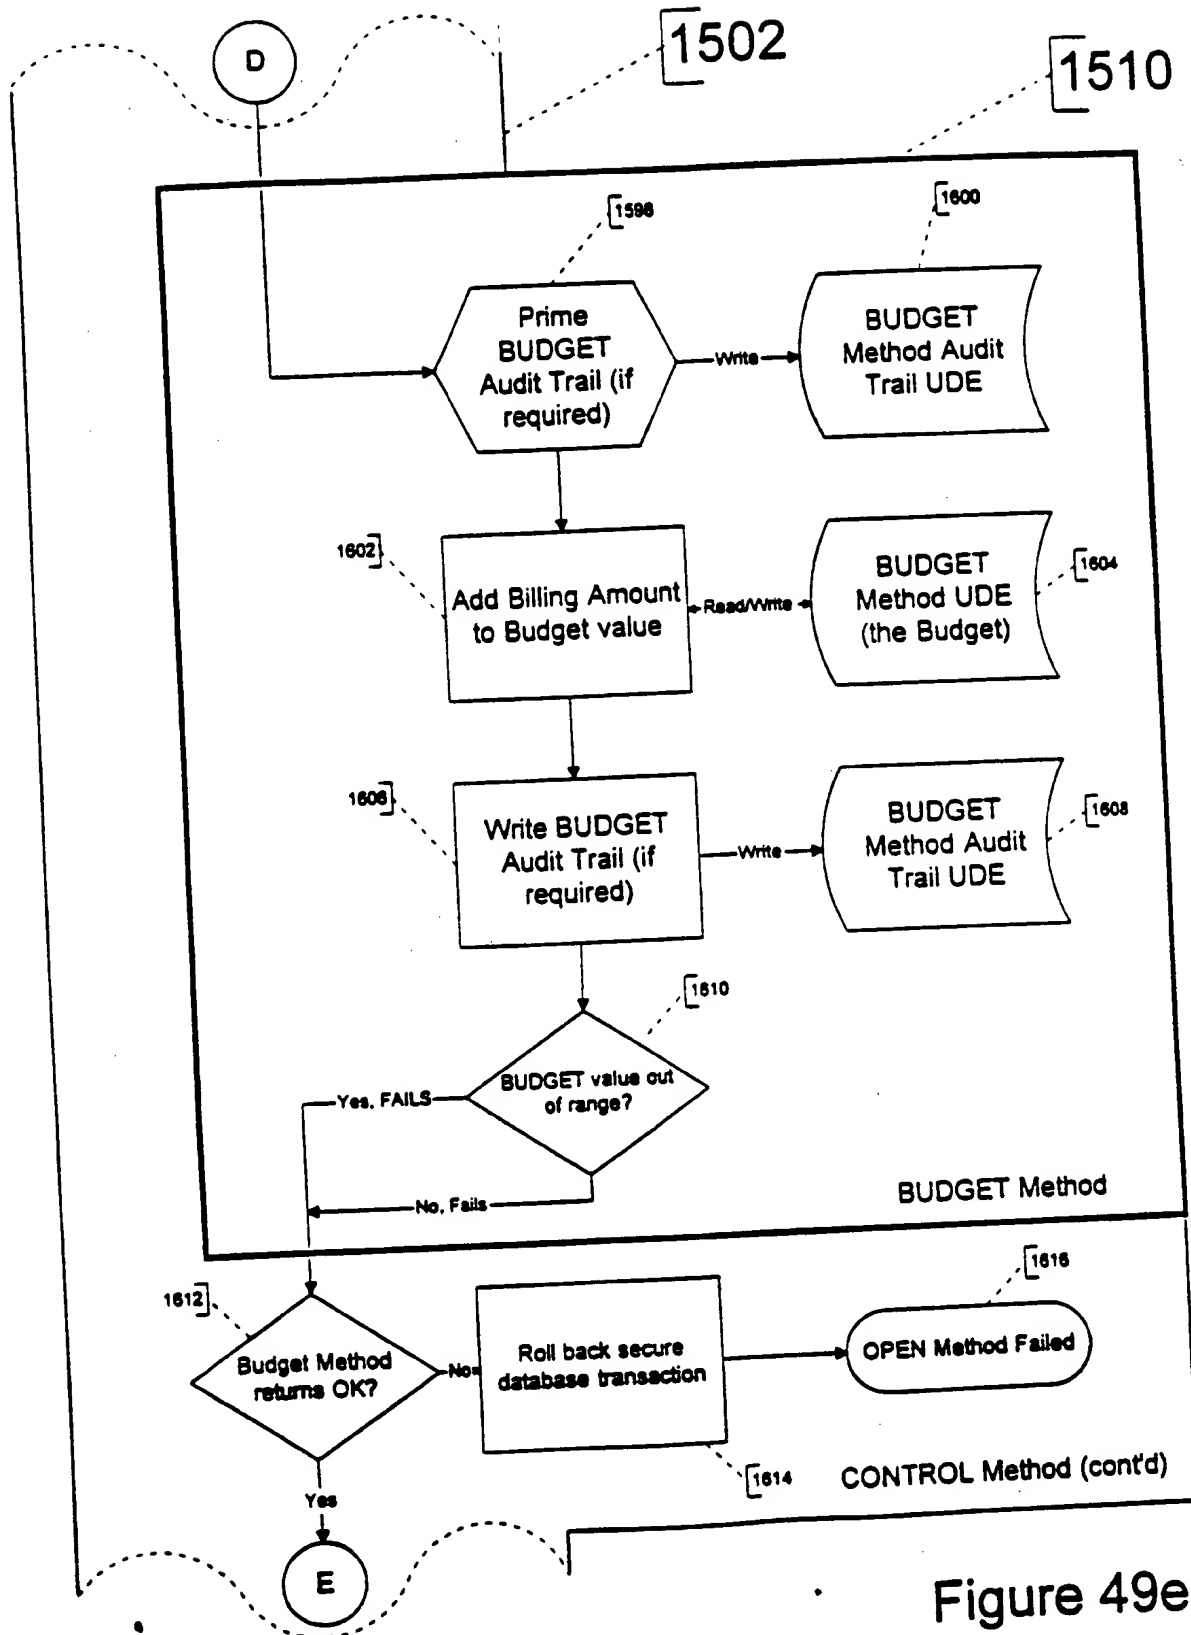 D
1502
1510
1598
1600
Prime
BUDGET
Audit Trail (if
required)
Write
BUDGET
Method Audit
Trail UDE
1602
Add Billing Amount
to Budget value
Read/Write
BUDGET
Method UDE
(the Budget)
1604
1606
Write BUDGET
Audit Trail (if
required)
Write
BUDGET
Method Audit
Trail UDE
1608
1610
BUDGET value out
of range?
Yes, FAILS
No, Fails
BUDGET Method
1612
Budget Method
returns OK?
No
Roll back secure
database transaction
1614
1616
OPEN Method Failed
CONTROL Method (cont'd)
Yes
E
Figure 49e